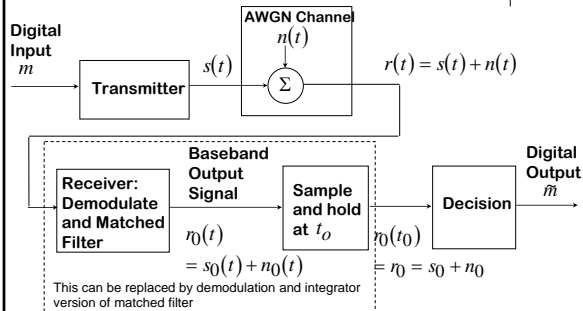 AWGN Channel
Digital
Input
m
n(t)
s(t)
Σ
r(t) = s(t) + n(t)
Transmitter
Receiver:
Demodulate
and Matched
Filter
Baseband
Output
Signal
r₀(t)
= s₀(t) + n₀(t)
Sample
and hold
at tₒ
r₀(t₀)
= r₀ = s₀ + n₀
Decision
Digital
Output
m̃
This can be replaced by demodulation and integrator
version of matched filter